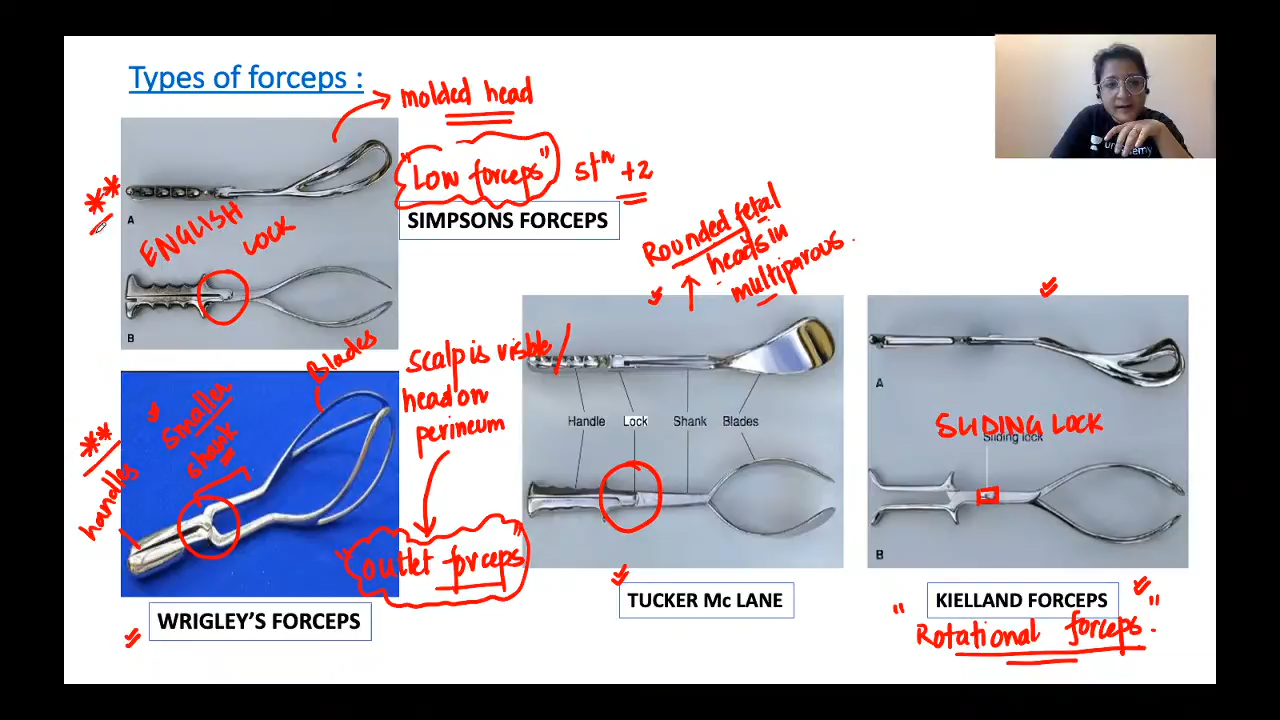 Types of forceps :
molded head
"Low forceps" stⁿ +2
SIMPSONS FORCEPS
**
A
ENGLISH LOCK
B
Rounded fetal
heads in
multiparous.
Blades
smaller
shank
**
handles
scalp is visible /
head on
perineum
"outlet forceps"
WRIGLEY'S FORCEPS
Handle Lock Shank Blades
TUCKER Mc LANE
A
SLIDING LOCK
Sliding lock
B
KIELLAND FORCEPS
"Rotational forceps."